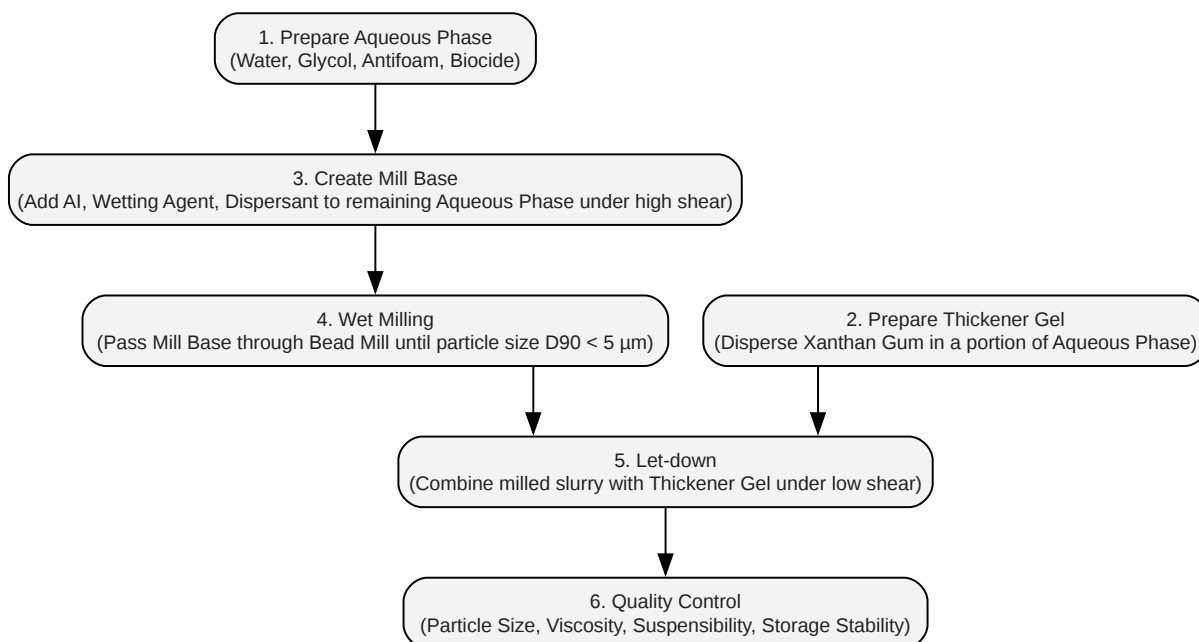 1. Prepare Aqueous Phase
(Water, Glycol, Antifoam, Biocide)
3. Create Mill Base
(Add AI, Wetting Agent, Dispersant to remaining Aqueous Phase under high shear)
4. Wet Milling
(Pass Mill Base through Bead Mill until particle size D90 < 5 µm)
2. Prepare Thickener Gel
(Disperse Xanthan Gum in a portion of Aqueous Phase)
5. Let-down
(Combine milled slurry with Thickener Gel under low shear)
6. Quality Control
(Particle Size, Viscosity, Suspensibility, Storage Stability)